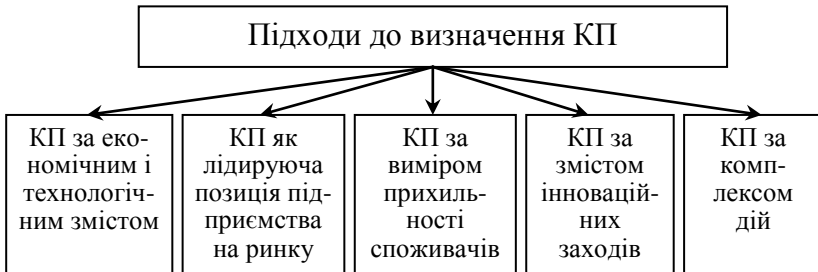 Підходи до визначення КП
КП за еко-
номічним і
технологіч-
ним змістом
КП як
лідируюча
позиція під-
приємства
на ринку
КП за
виміром
прихиль-
ності
споживачів
КП за
змістом
інновацій-
них
заходів
КП за
комп-
лексом
дій